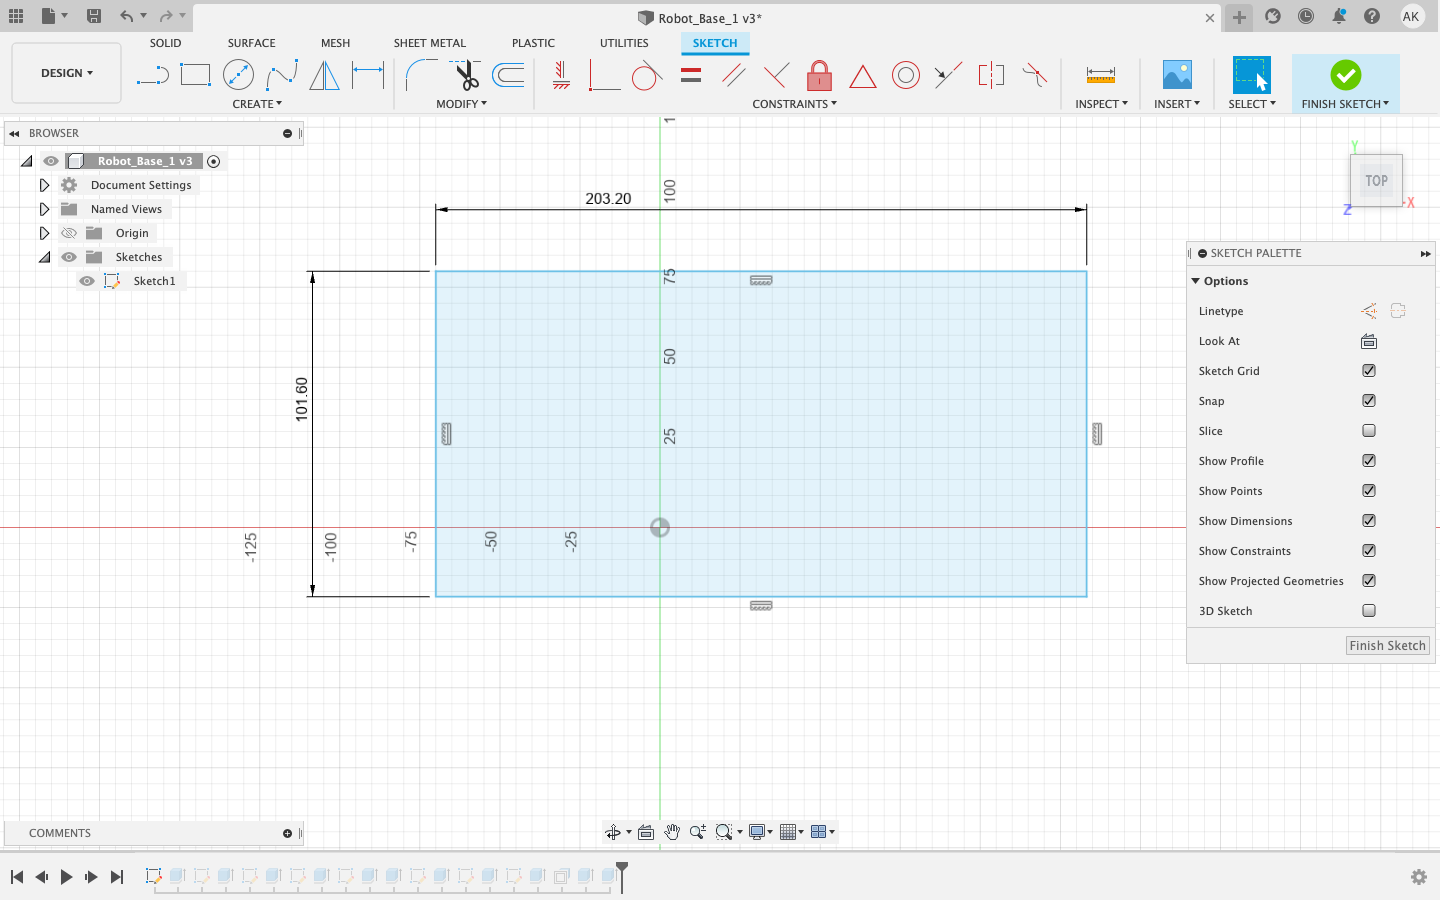 Robot_Base_1 v3*
AK
DESIGN
SOLID
SURFACE
MESH
SHEET METAL
PLASTIC
UTILITIES
SKETCH
CREATE
MODIFY
CONSTRAINTS
INSPECT
INSERT
SELECT
FINISH SKETCH
BROWSER
Robot_Base_1 v3
Document Settings
Named Views
Origin
Sketches
Sketch1
203.20
101.60
100
75
50
25
-125
-100
-75
-50
-25
Y
TOP
Z
X
SKETCH PALETTE
Options
Linetype
Look At
Sketch Grid
Snap
Slice
Show Profile
Show Points
Show Dimensions
Show Constraints
Show Projected Geometries
3D Sketch
Finish Sketch
COMMENTS